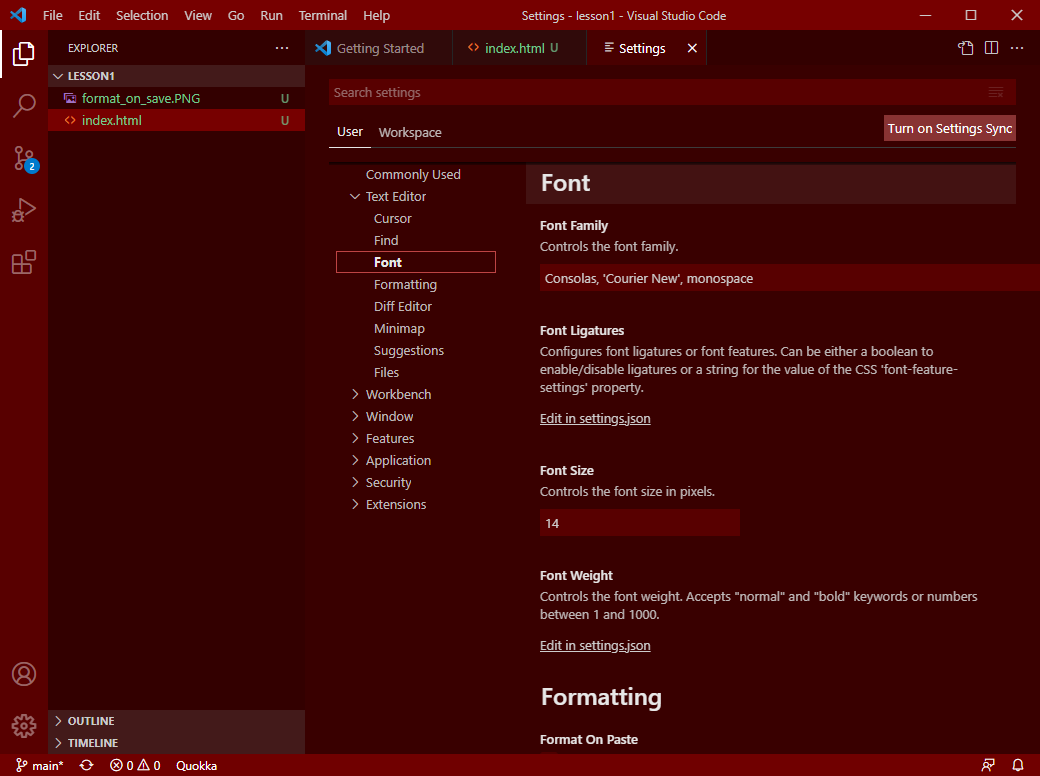 File Edit Selection View Go Run Terminal Help
Settings - lesson1 - Visual Studio Code
EXPLORER
LESSON1
format_on_save.PNG U
index.html U
2
OUTLINE
TIMELINE
Getting Started
index.html U
Settings
Search settings
User Workspace
Turn on Settings Sync
Commonly Used
Text Editor
Cursor
Find
Font
Formatting
Diff Editor
Minimap
Suggestions
Files
Workbench
Window
Features
Application
Security
Extensions
Font
Font Family
Controls the font family.
Consolas, 'Courier New', monospace
Font Ligatures
Configures font ligatures or font features. Can be either a boolean to
enable/disable ligatures or a string for the value of the CSS 'font-feature-
settings' property.
Edit in settings.json
Font Size
Controls the font size in pixels.
14
Font Weight
Controls the font weight. Accepts "normal" and "bold" keywords or numbers
between 1 and 1000.
Edit in settings.json
Formatting
Format On Paste
main* 0 0 Quokka